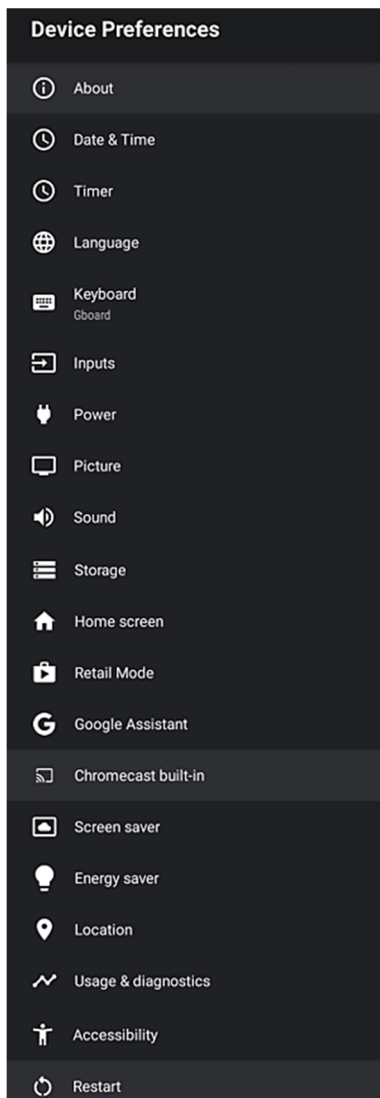 Device Preferences
About
Date & Time
Timer
Language
Keyboard
Gboard
Inputs
Power
Picture
Sound
Storage
Home screen
Retail Mode
Google Assistant
Chromecast built-in
Screen saver
Energy saver
Location
Usage & diagnostics
Accessibility
Restart